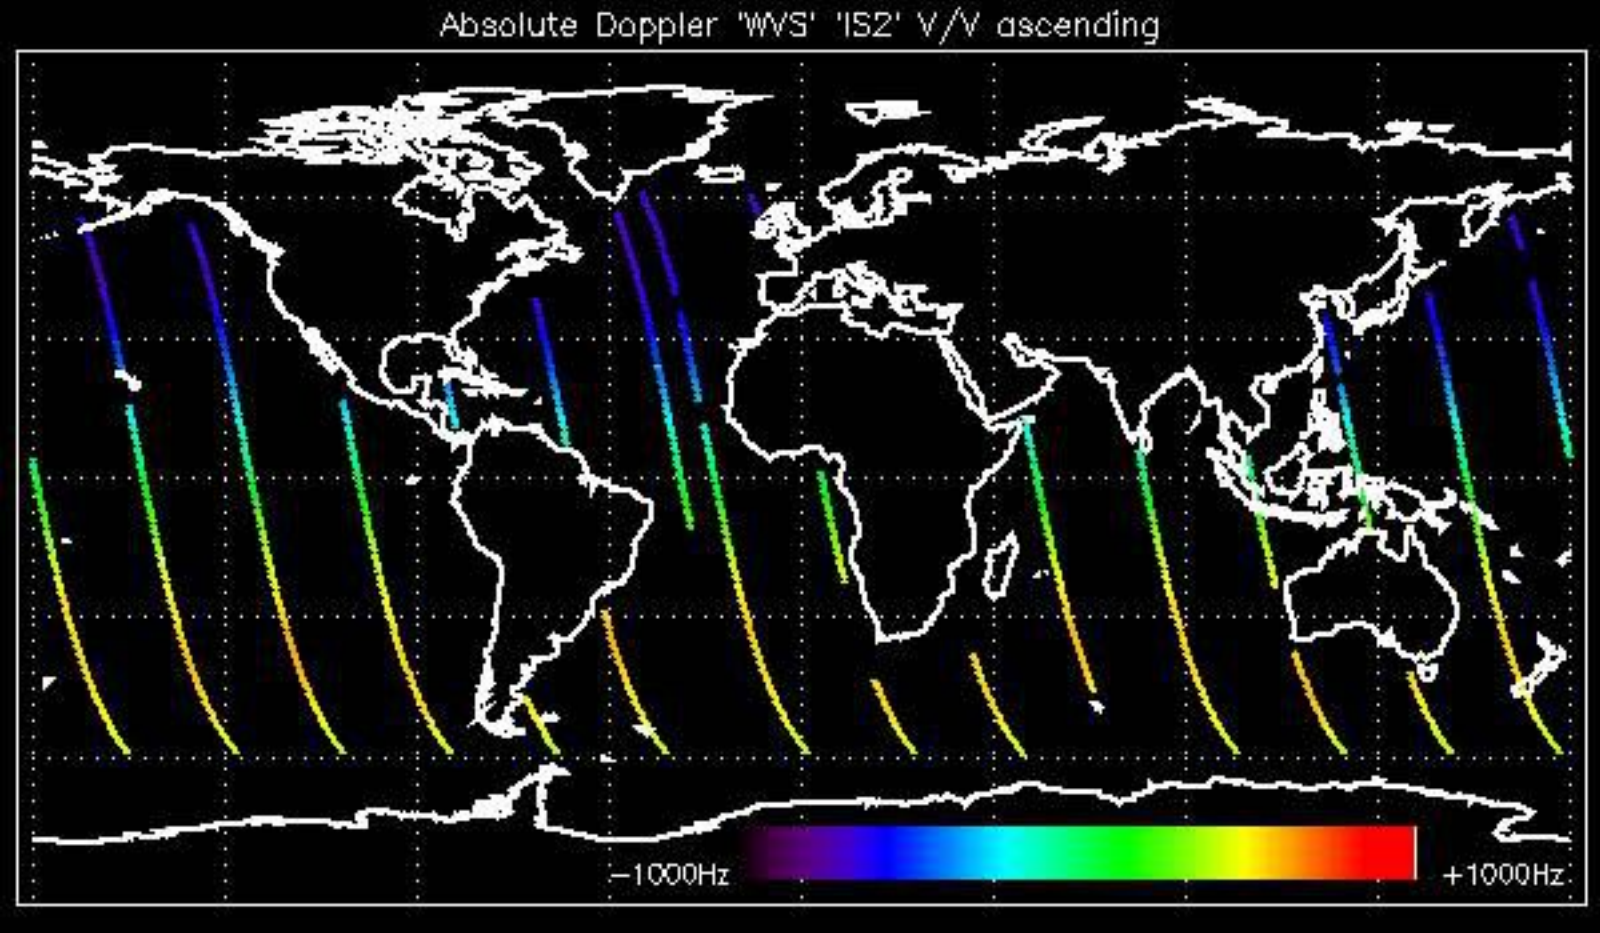 Absolute Doppler 'WVS' 'IS2' V/V ascending
−1000Hz +1000Hz